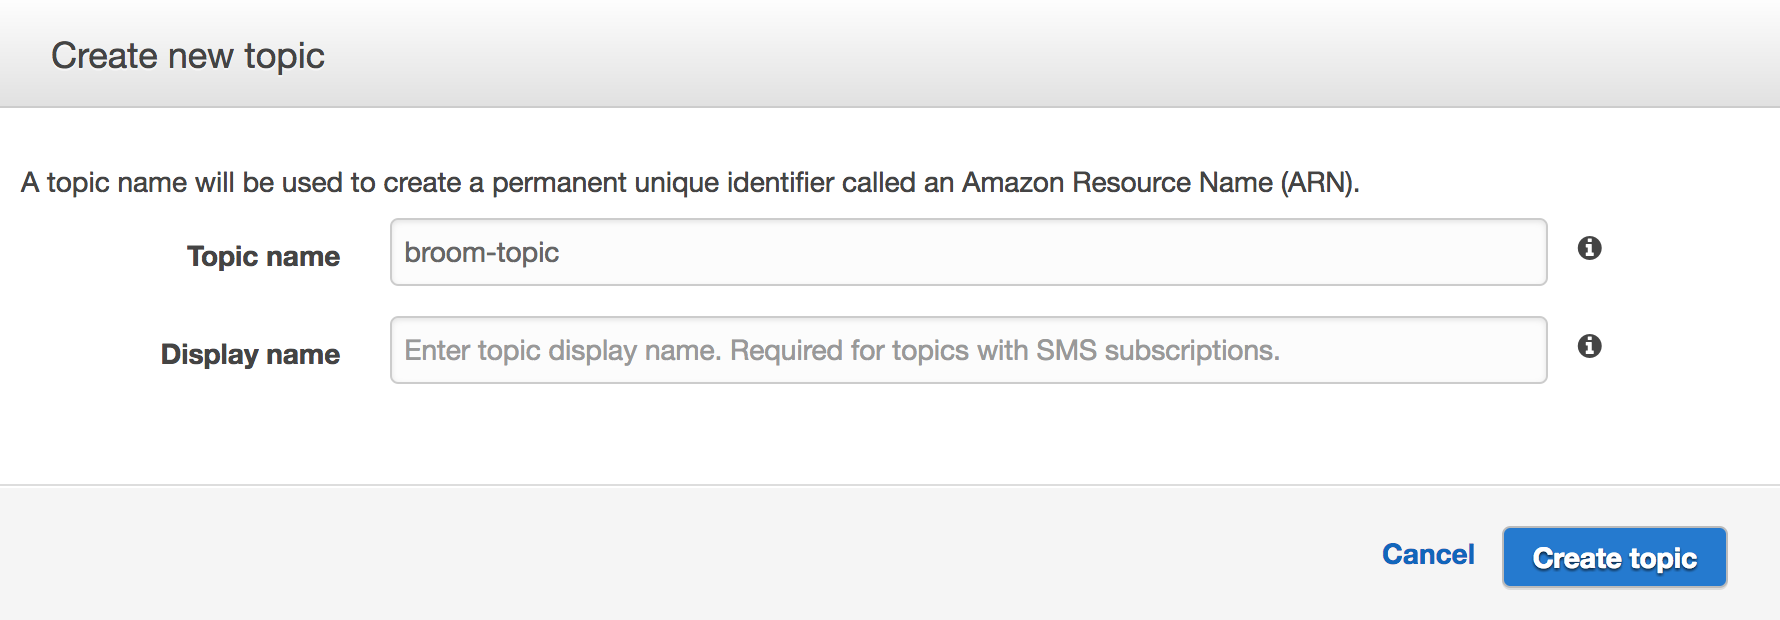 Create new topic
A topic name will be used to create a permanent unique identifier called an Amazon Resource Name (ARN).
Topic name broom-topic
Display name Enter topic display name. Required for topics with SMS subscriptions.
Cancel Create topic